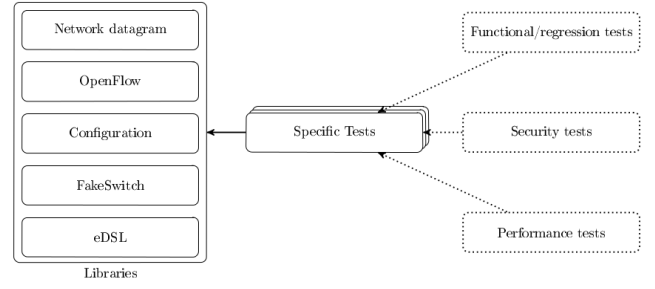 Network datagram
OpenFlow
Configuration
FakeSwitch
eDSL
Libraries
Specific Tests
Functional/regression tests
Security tests
Performance tests